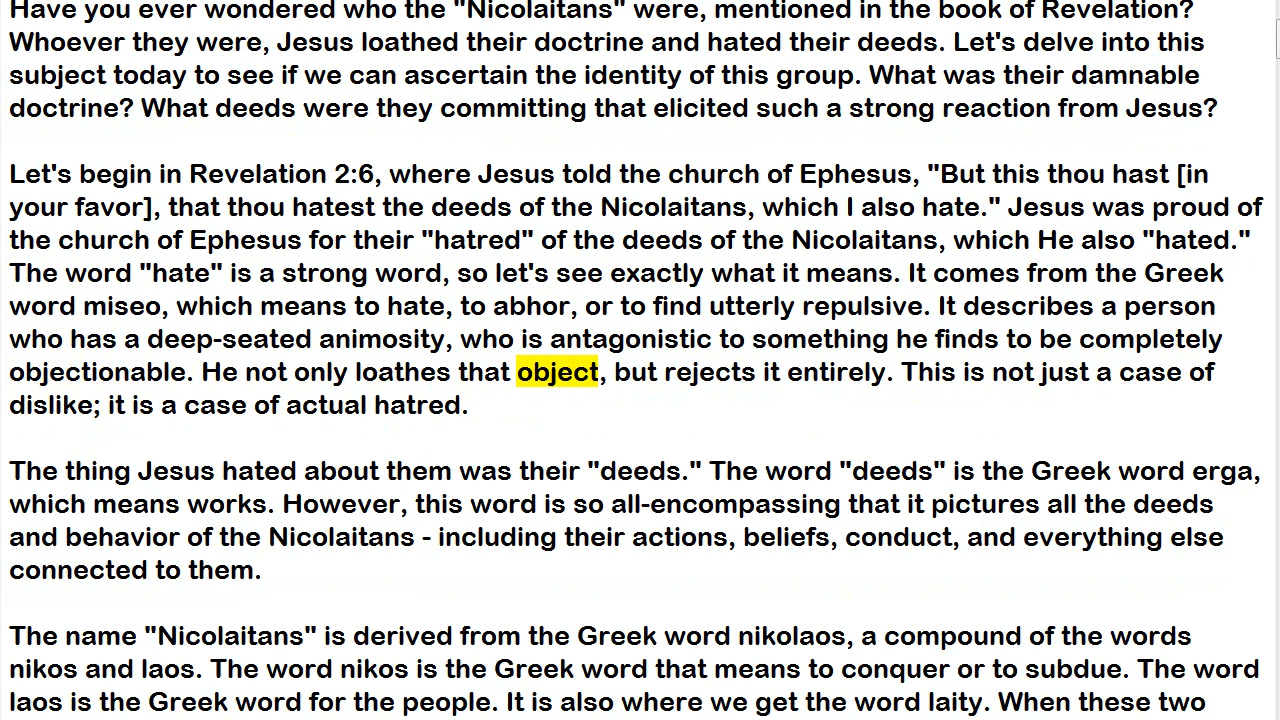 Have you ever wondered who the "Nicolaitans" were, mentioned in the book of Revelation?
Whoever they were, Jesus loathed their doctrine and hated their deeds. Let's delve into this
subject today to see if we can ascertain the identity of this group. What was their damnable
doctrine? What deeds were they committing that elicited such a strong reaction from Jesus?
Let's begin in Revelation 2:6, where Jesus told the church of Ephesus, "But this thou hast [in
your favor], that thou hatest the deeds of the Nicolaitans, which I also hate." Jesus was proud of
the church of Ephesus for their "hatred" of the deeds of the Nicolaitans, which He also "hated."
The word "hate" is a strong word, so let's see exactly what it means. It comes from the Greek
word miseo, which means to hate, to abhor, or to find utterly repulsive. It describes a person
who has a deep-seated animosity, who is antagonistic to something he finds to be completely
objectionable. He not only loathes that object, but rejects it entirely. This is not just a case of
dislike; it is a case of actual hatred.
The thing Jesus hated about them was their "deeds." The word "deeds" is the Greek word erga,
which means works. However, this word is so all-encompassing that it pictures all the deeds
and behavior of the Nicolaitans - including their actions, beliefs, conduct, and everything else
connected to them.
The name "Nicolaitans" is derived from the Greek word nikolaos, a compound of the words
nikos and laos. The word nikos is the Greek word that means to conquer or to subdue. The word
laos is the Greek word for the people. It is also where we get the word laity. When these two